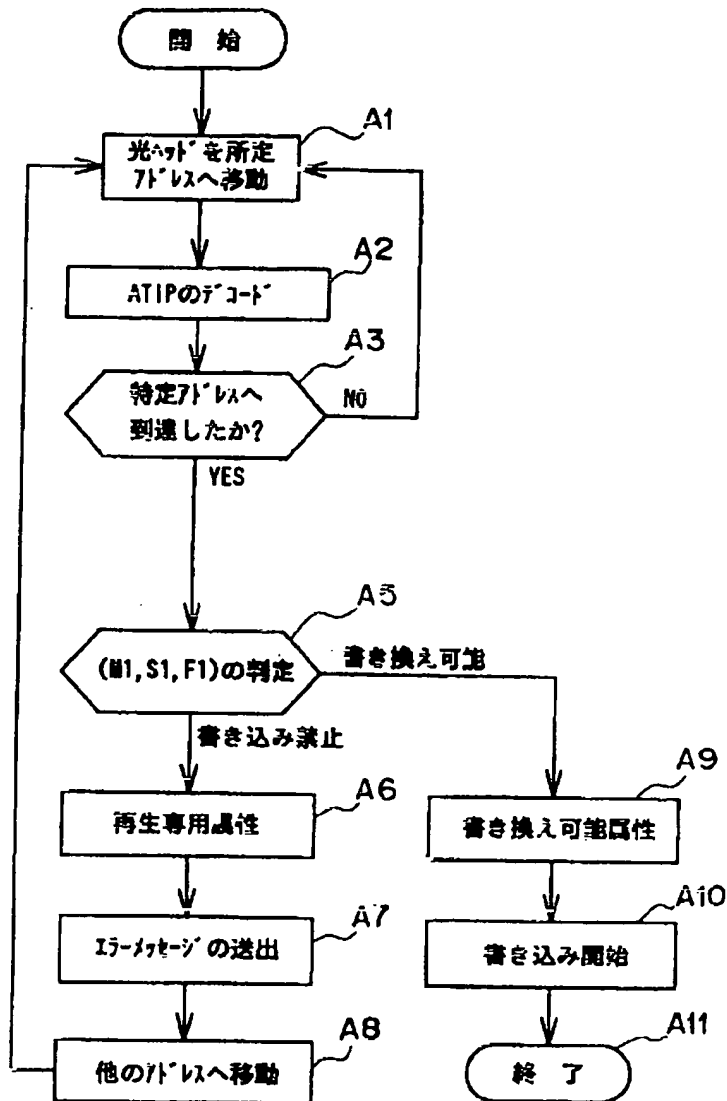 開 始
A1
光ヘッドを所定
アドレスへ移動
A2
ATIPのデコード
A3
特定アドレスへ
到達したか?
NO
YES
A5
(M1,S1,F1)の判定
書き換え可能
書き込み禁止
A6
再生専用属性
A9
書き換え可能属性
A7
エラーメッセージの送出
A10
書き込み開始
A8
他のアドレスへ移動
A11
終 了